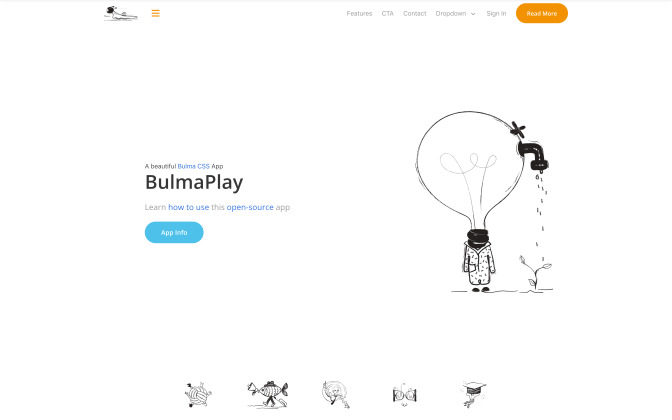 Features CTA Contact Dropdown Sign In Read More
A beautiful Bulma CSS App
BulmaPlay
Learn how to use this open-source app
App Info